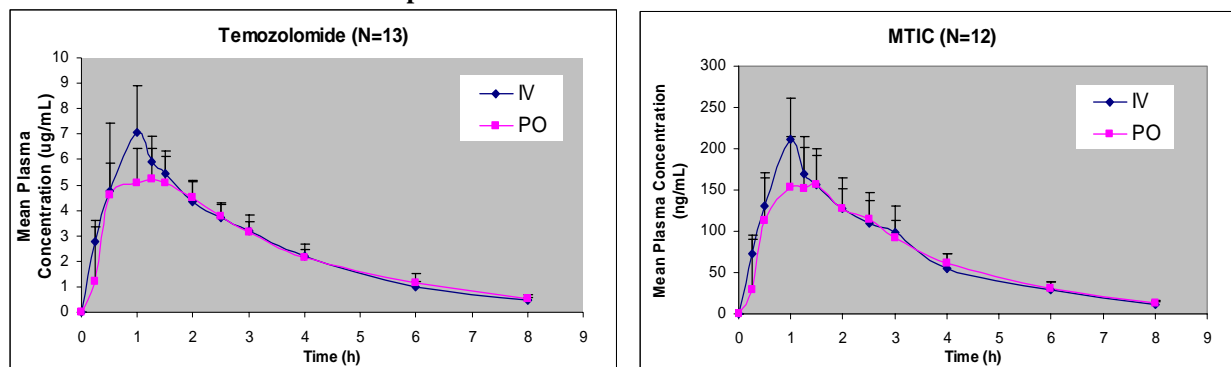 Temozolomide (N=13)
Mean Plasma
Concentration (ug/mL)
10
9
8
7
6
5
4
3
2
1
0
IV
PO
0 1 2 3 4 5 6 7 8 9
Time (h)
MTIC (N=12)
Mean Plasma Concentration
(ng/mL)
300
250
200
150
100
50
0
IV
PO
0 1 2 3 4 5 6 7 8 9
Time (h)